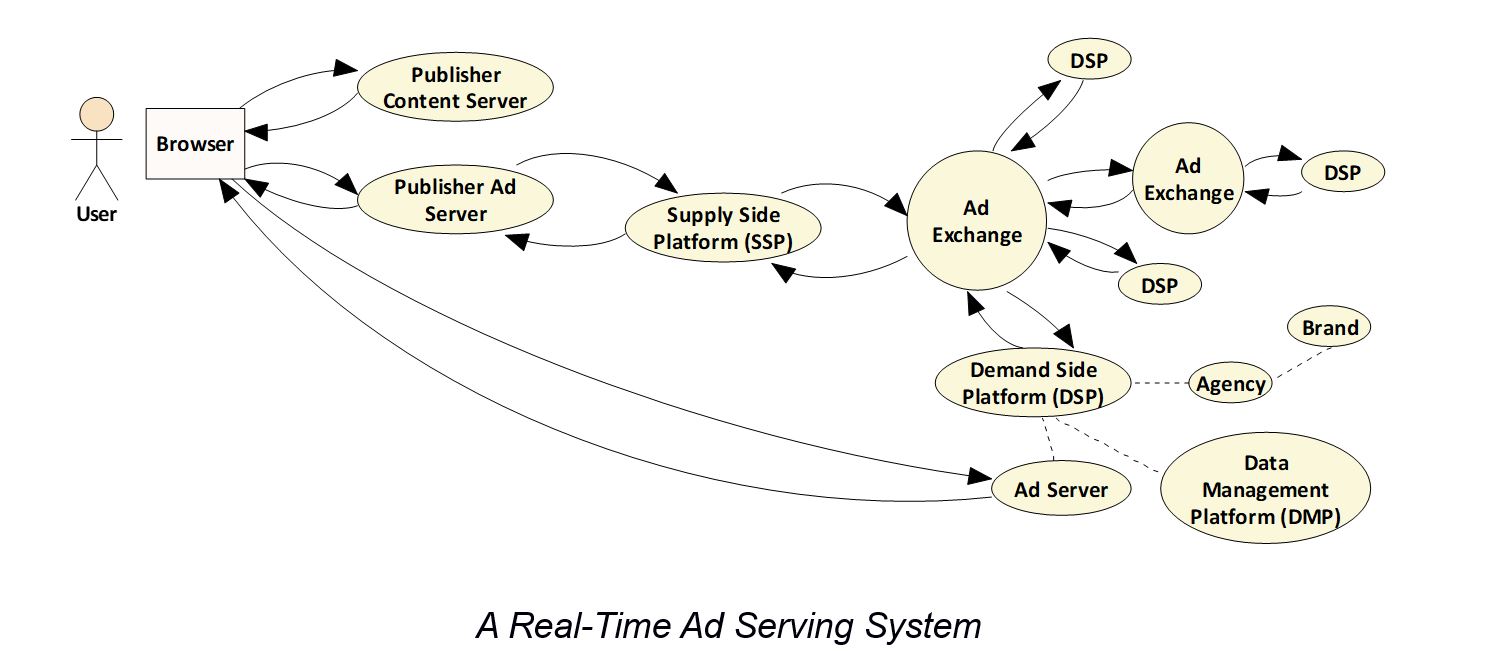 User
Browser
Publisher
Content Server
Publisher Ad
Server
Supply Side
Platform (SSP)
Ad
Exchange
DSP
Ad
Exchange
DSP
DSP
Demand Side
Platform (DSP)
Agency
Brand
Ad Server
Data
Management
Platform (DMP)
A Real-Time Ad Serving System